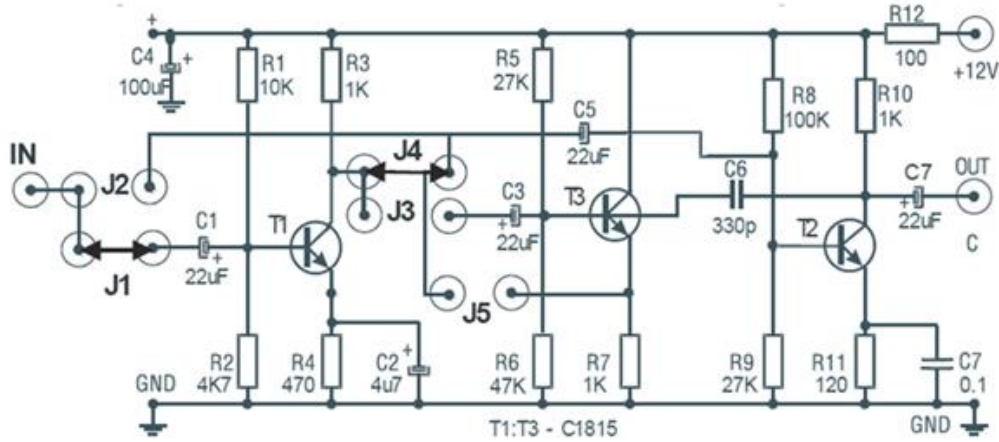 R12
100
+12V
+
C4
+
100uF
R1
10K
R3
1K
R5
27K
R8
100K
R10
1K
C5
22uF
IN
J2
J4
J3
C3
+
22uF
T3
C6
330p
C7
+
22uF
OUT
C
J1
C1
+
22uF
T1
T2
J5
R2
4K7
R4
470
+
C2
4u7
R6
47K
R7
1K
R9
27K
R11
120
C7
0.1
GND
GND
T1:T3 - C1815